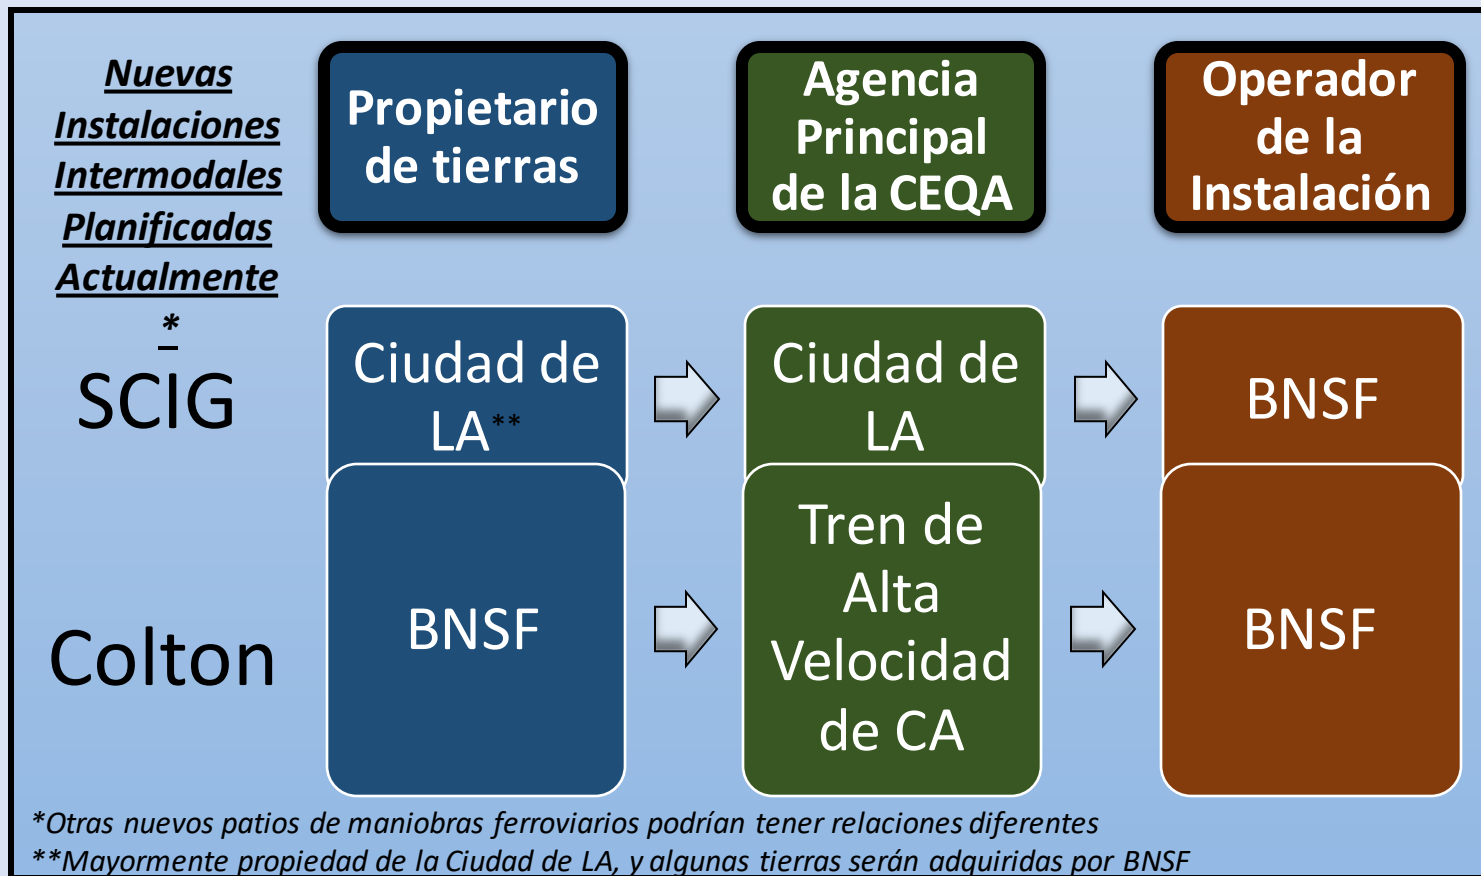 Nuevas
Instalaciones
Intermodales
Planificadas
Actualmente
*
Propietario
de tierras
Agencia
Principal
de la CEQA
Operador
de la
Instalación
SCIG
Ciudad de
LA**
Ciudad de
LA
BNSF
Colton
BNSF
Tren de
Alta
Velocidad
de CA
BNSF
*Otras nuevos patios de maniobras ferroviarios podrían tener relaciones diferentes
**Mayormente propiedad de la Ciudad de LA, y algunas tierras serán adquiridas por BNSF